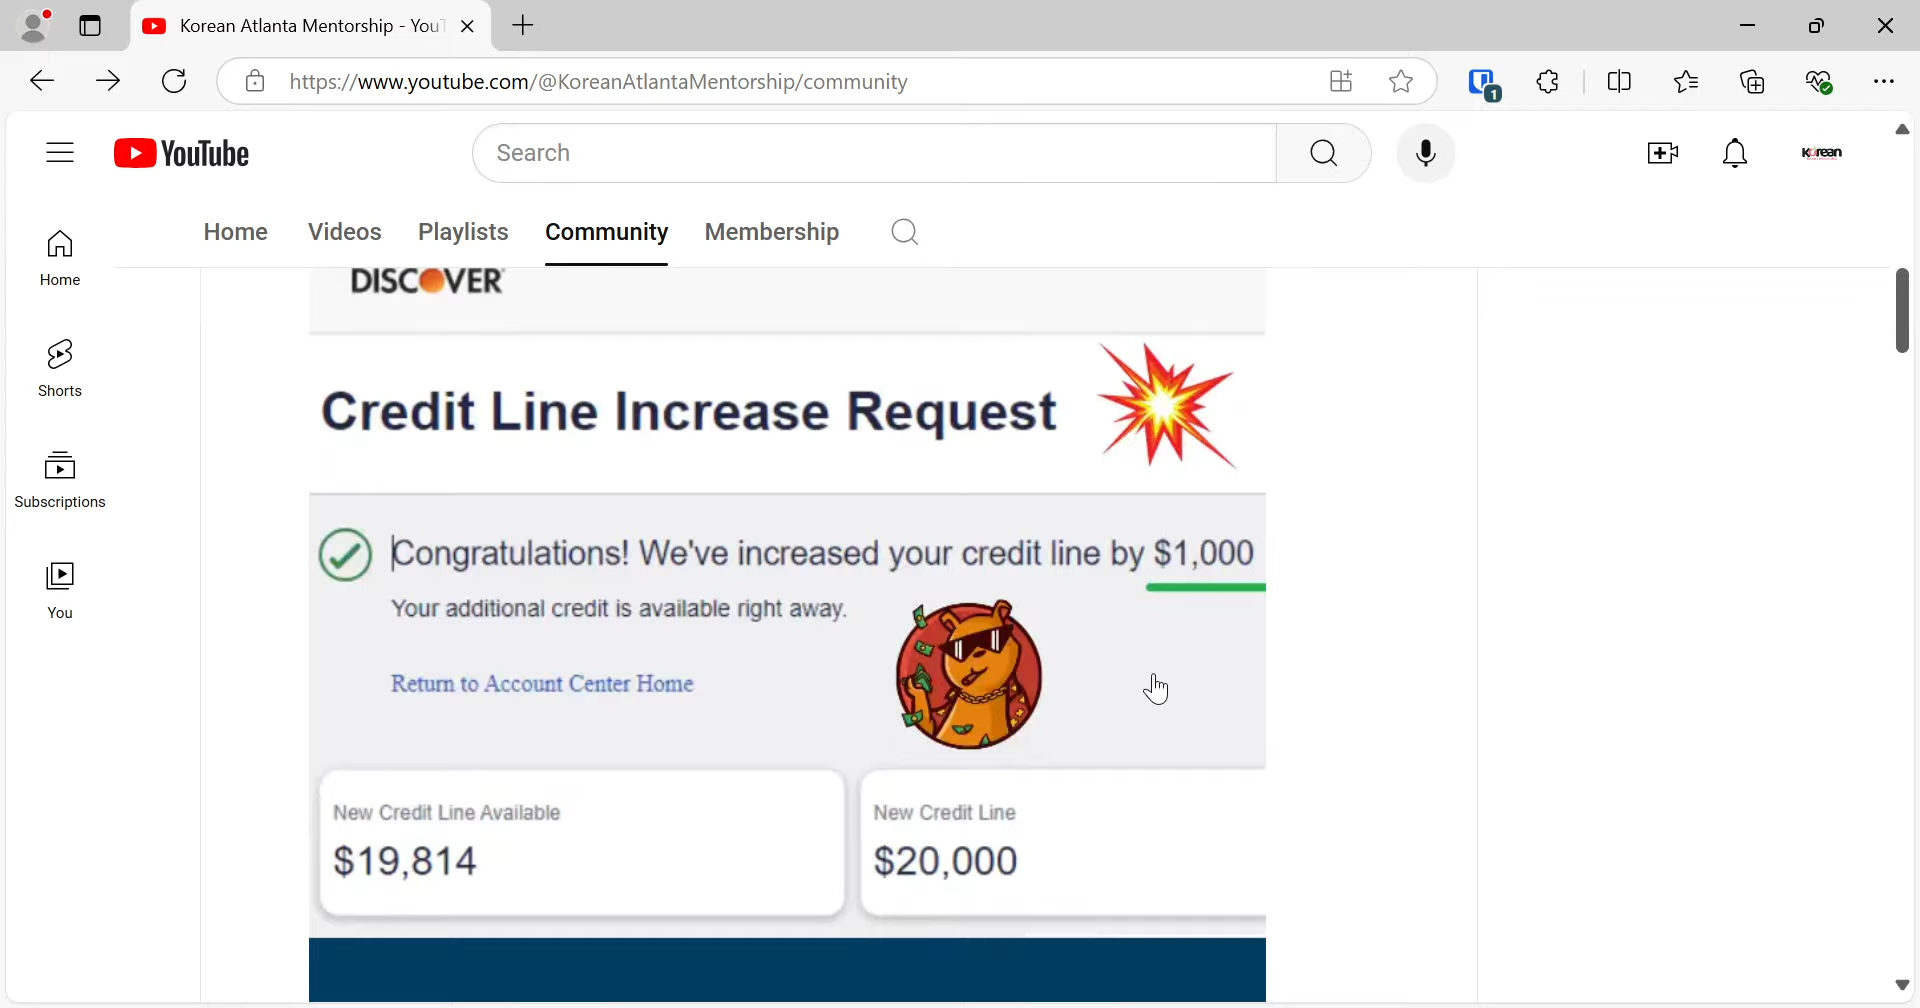 Korean Atlanta Mentorship - YouT
https://www.youtube.com/@KoreanAtlantaMentorship/community
1
YouTube
Search
Korean
Home
Videos
Playlists
Community
Membership
Home
Shorts
Subscriptions
You
DISCOVER
Credit Line Increase Request
Congratulations! We've increased your credit line by $1,000
Your additional credit is available right away.
Return to Account Center Home
New Credit Line Available
$19,814
New Credit Line
$20,000